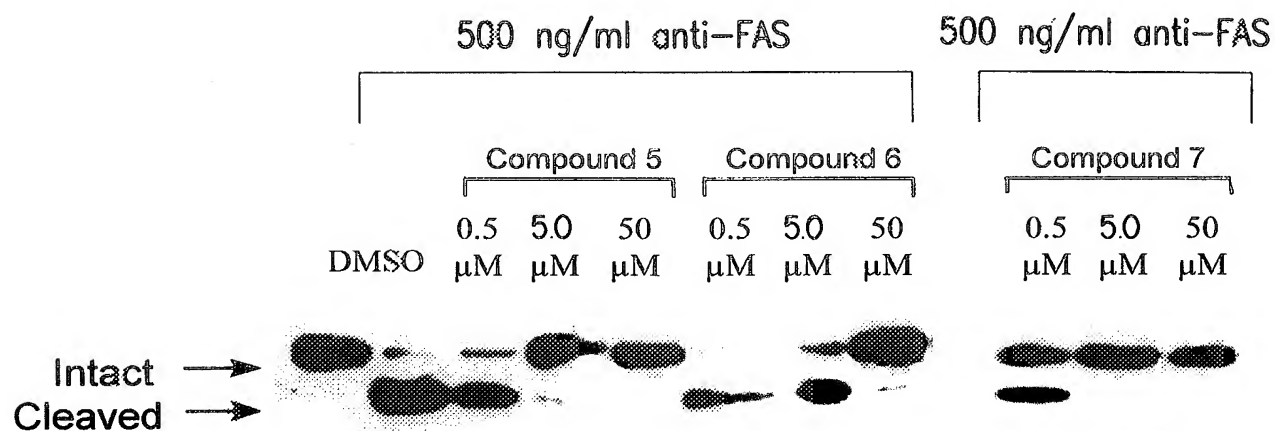 500 ng/ml anti-FAS 500 ng/ml anti-FAS
Compound 5 Compound 6 Compound 7
0.5 5.0 50 0.5 5.0 50 0.5 5.0 50
DMSO μM μM μM μM μM μM μM μM μM
Intact
Cleaved